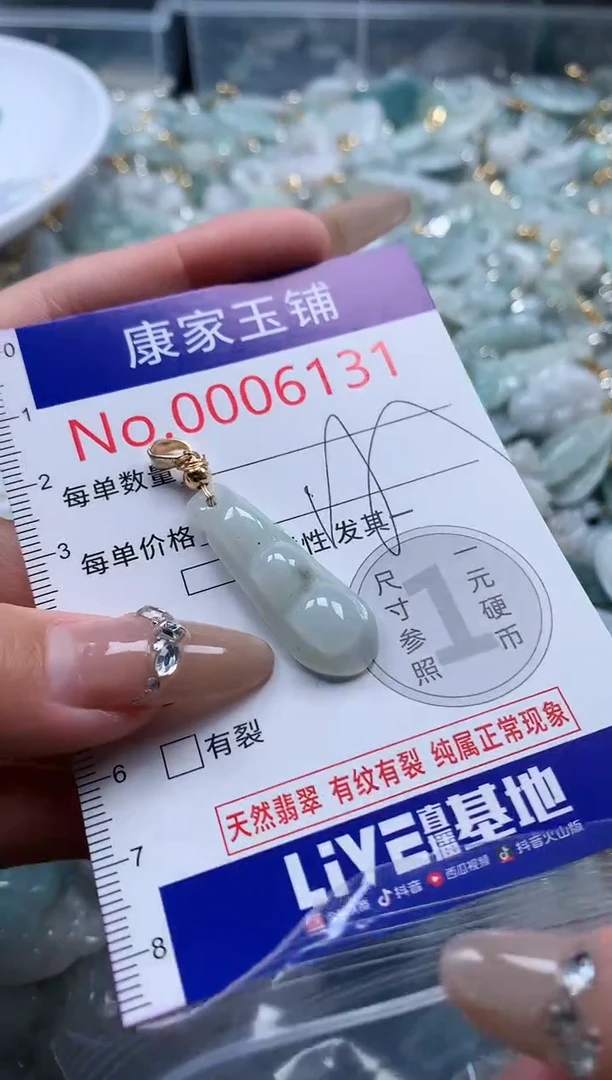 康家玉铺
No.0006131
0
1
2
3
6
7
8
每单数量
每单价格
性发其一
尺寸参照
1
一元硬币
有裂
天然翡翠 有纹有裂 纯属正常现象
LiVE直播基地
抖音 西瓜视频 抖音火山版